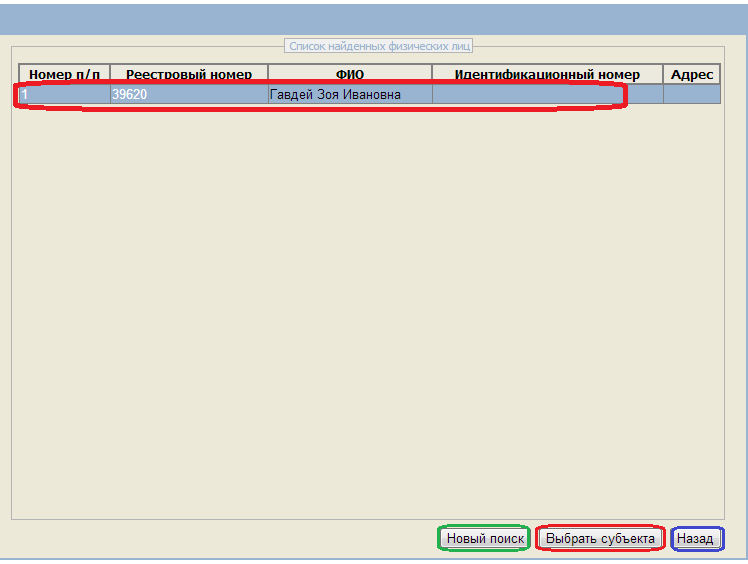 Список найденных физических лиц
Номер п/п Реестровый номер ФИО Идентификационный номер Адрес
1 39620 Гавдей Зоя Ивановна
Новый поиск Выбрать субъекта Назад